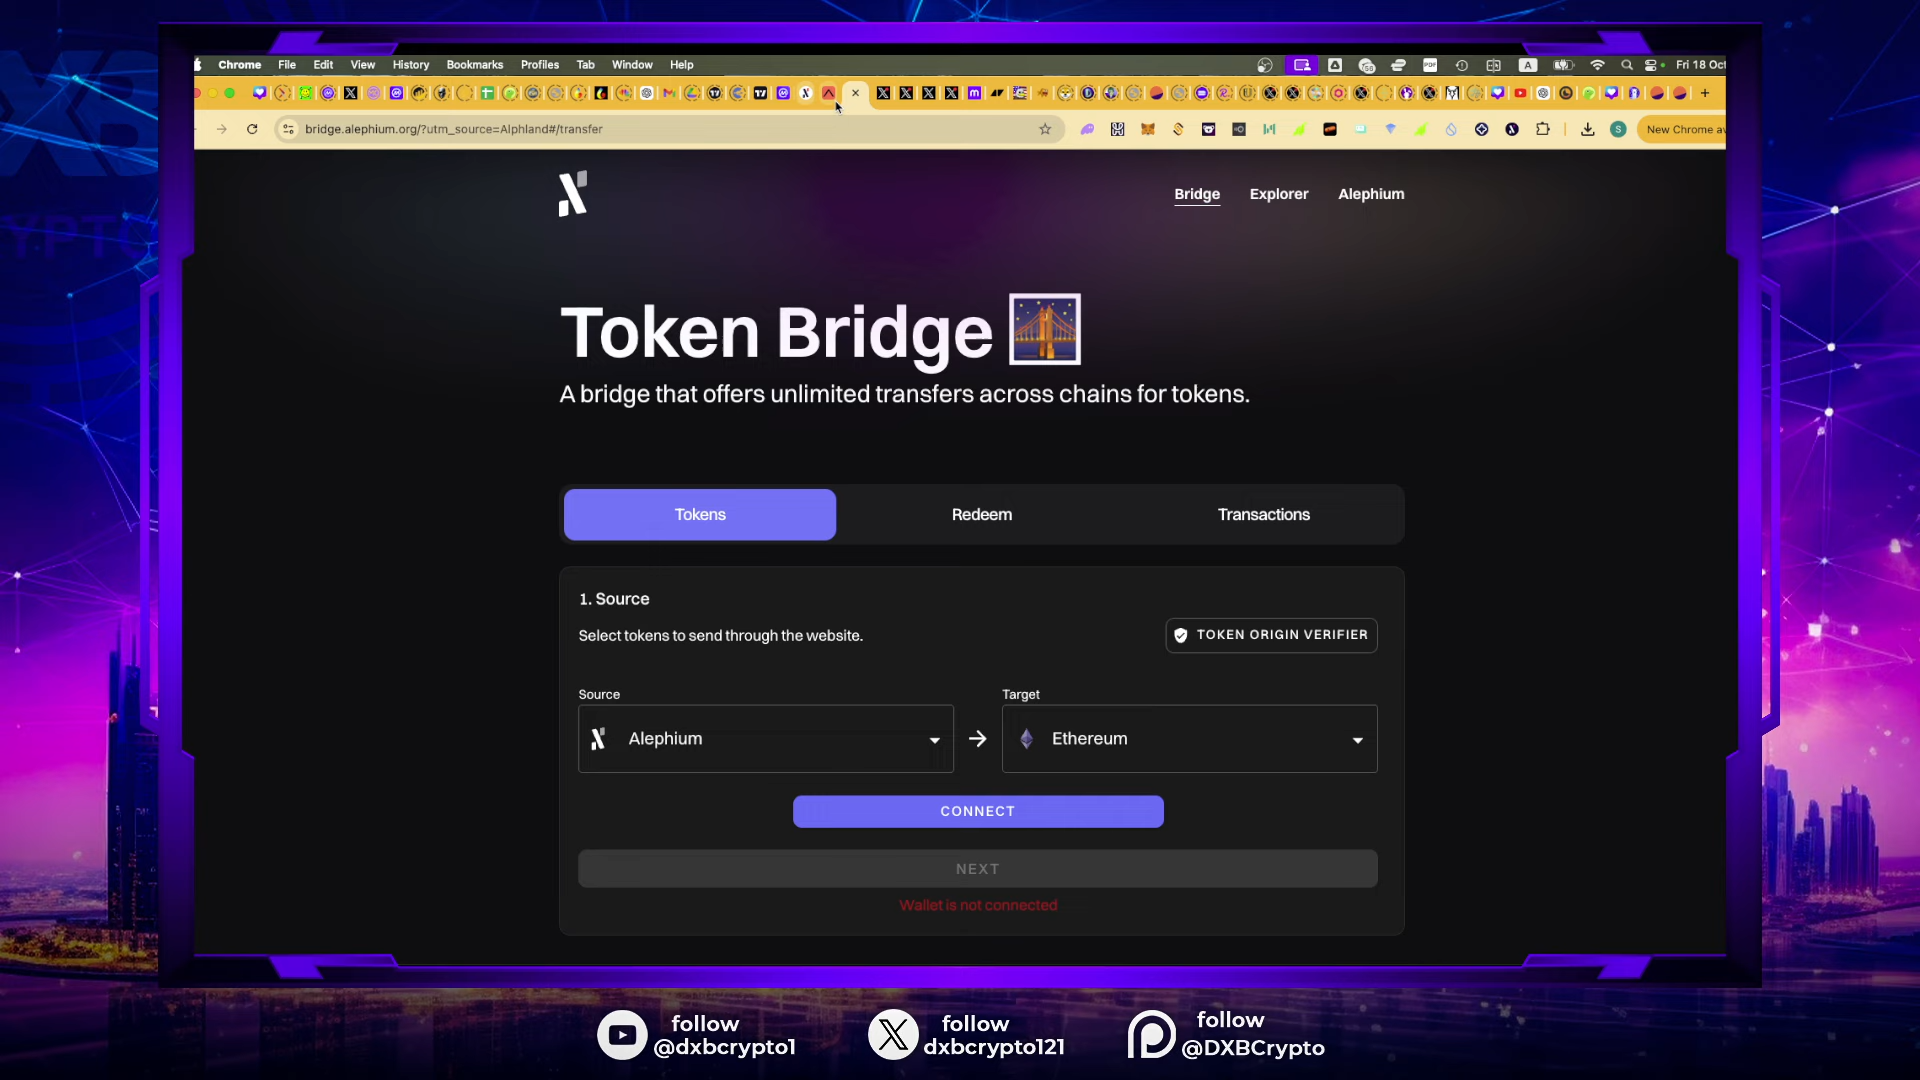 Chrome File Edit View History Bookmarks Profiles Tab Window Help
Fri 18 Oct
bridge.alephium.org/?utm_source=Alphland#/transfer
New Chrome av
Bridge Explorer Alephium
Token Bridge
A bridge that offers unlimited transfers across chains for tokens.
Tokens Redeem Transactions
1. Source
Select tokens to send through the website.
TOKEN ORIGIN VERIFIER
Source Target
Alephium Ethereum
CONNECT
NEXT
Wallet is not connected
follow
@dxbcrypto1
follow
dxbcrypto121
follow
@DXBCrypto